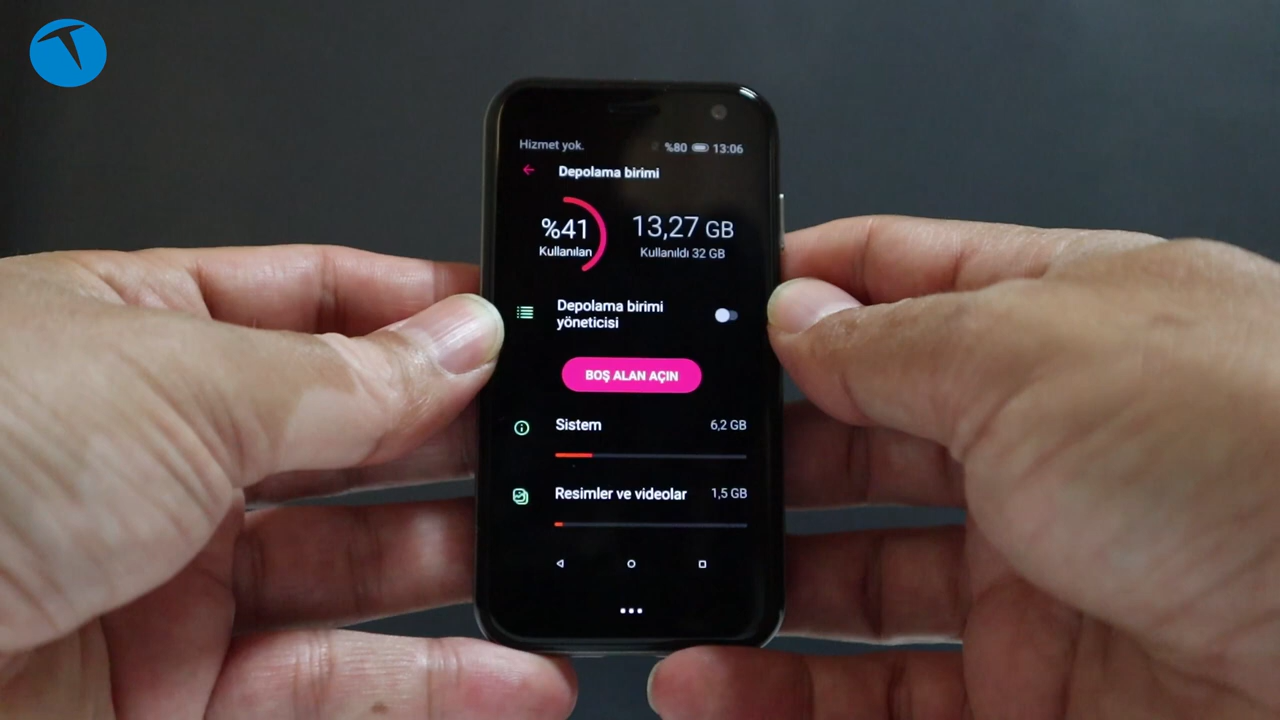 Hizmet yok.
%80 13:06
Depolama birimi
%41
Kullanılan
13,27 GB
Kullanıldı 32 GB
Depolama birimi
yöneticisi
BOŞ ALAN AÇIN
Sistem
6,2 GB
Resimler ve videolar
1,5 GB